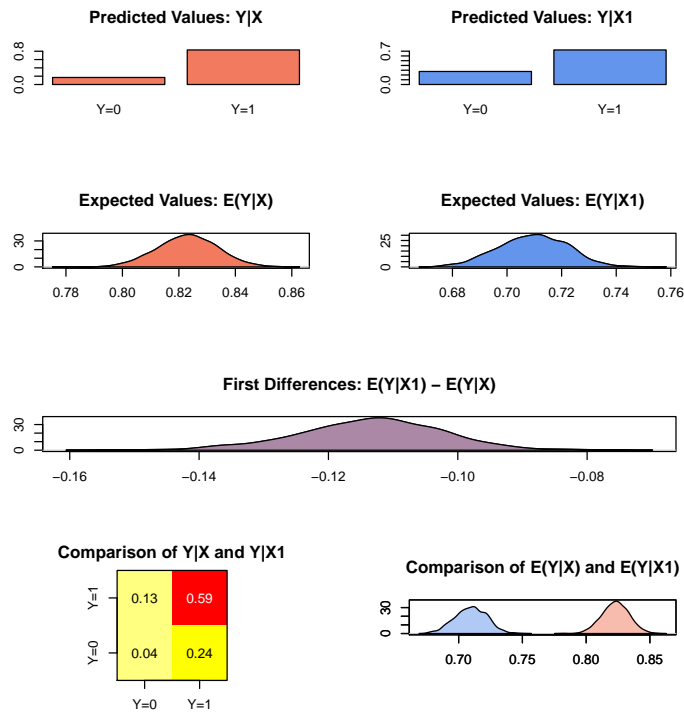 Predicted Values: Y|X
0.0 0.8
Y=0 Y=1
Predicted Values: Y|X1
0.0 0.7
Y=0 Y=1
Expected Values: E(Y|X)
0 30
0.78 0.80 0.82 0.84 0.86
Expected Values: E(Y|X1)
0 25
0.68 0.70 0.72 0.74 0.76
First Differences: E(Y|X1) − E(Y|X)
0 30
−0.16 −0.14 −0.12 −0.10 −0.08
Comparison of Y|X and Y|X1
Y=1 0.13 0.59
Y=0 0.04 0.24
Y=0 Y=1
Comparison of E(Y|X) and E(Y|X1)
0 30
0.70 0.75 0.80 0.85